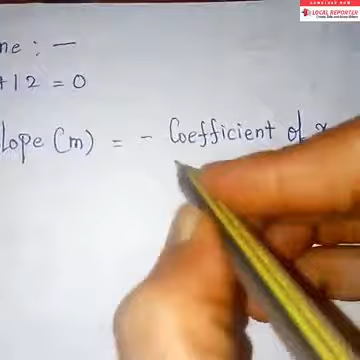 LOCAL REPORTER
ne : —
+12 = 0
lope (m) = - Coefficient of x